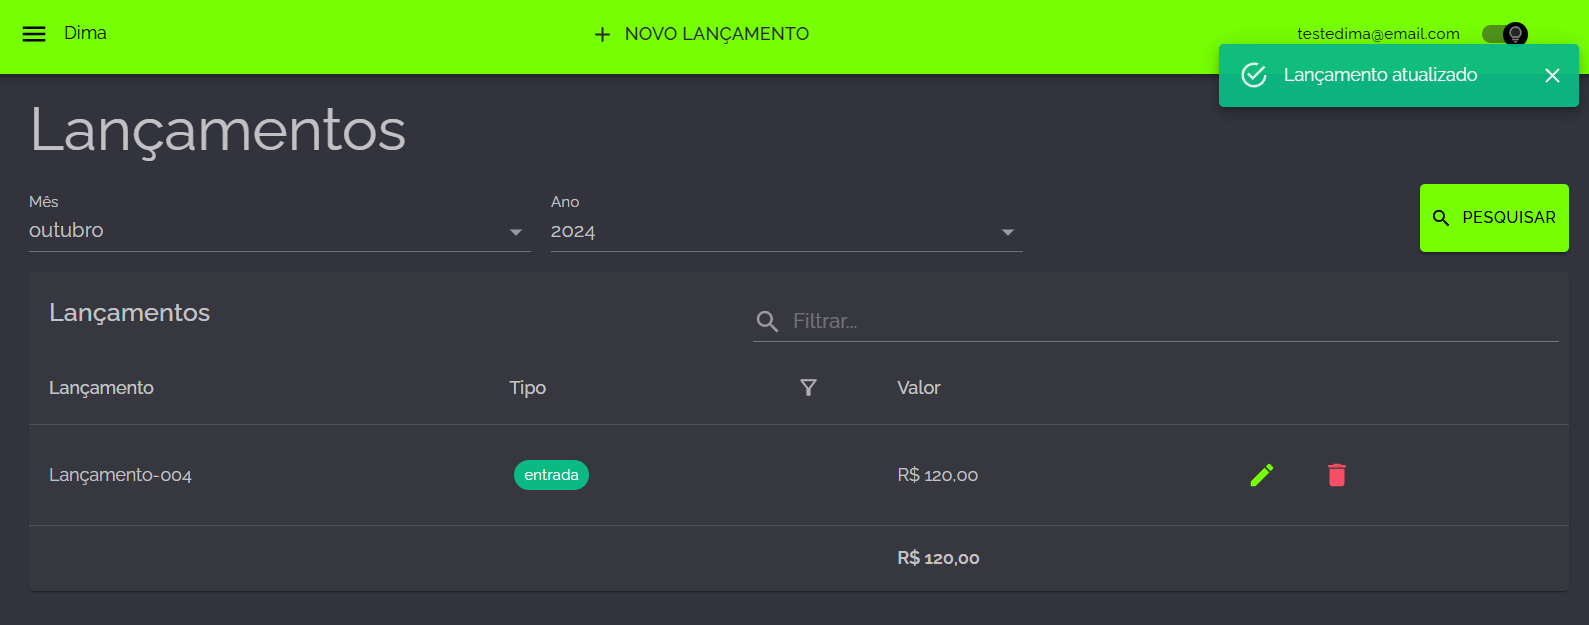 Dima
NOVO LANÇAMENTO
testedima@email.com
Lançamento atualizado
Lançamentos
Mês
outubro
Ano
2024
PESQUISAR
Lançamentos
Filtrar...
Lançamento Tipo Valor
Lançamento-004 entrada R$ 120,00
R$ 120,00